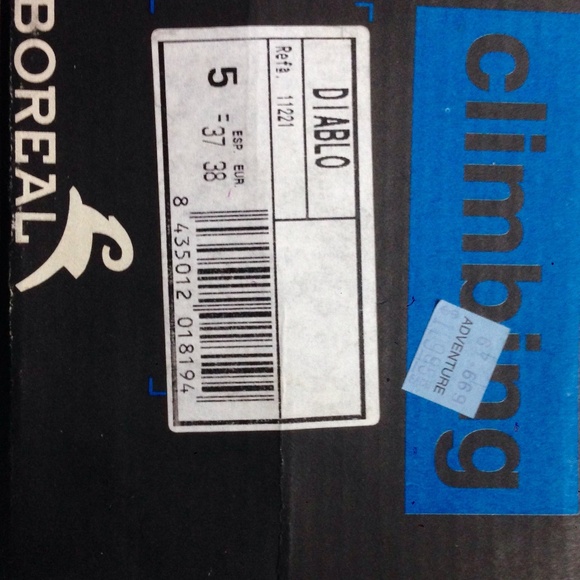 climbing
ADVENTURE
DIABLO
Refª. 11221
ESP. EUR.
5 = 37 38
8 435012 018194
BOREAL